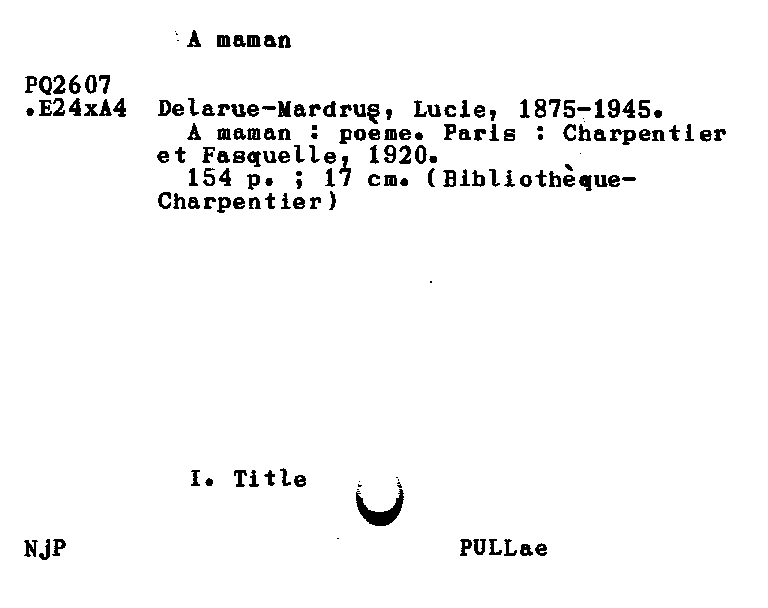 A maman
PQ2607
.E24xA4 Delarue-Mardrus, Lucie, 1875-1945.
A maman : poème. Paris : Charpentier
et Fasquelle, 1920.
154 p. ; 17 cm. (Bibliothèque-
Charpentier)
I. Title
NjP PULLae